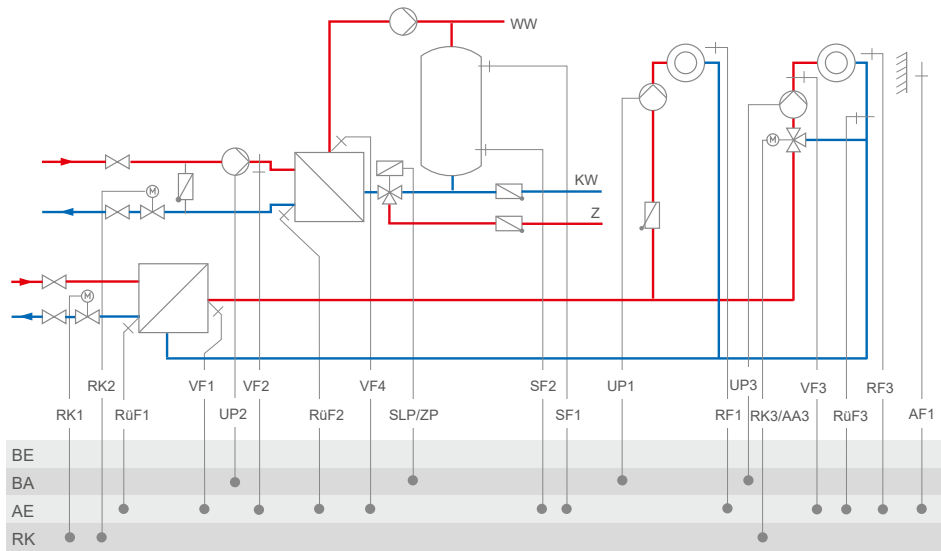 WW
KW
Z
M
M
M
RK2 VF1 VF2 VF4 SF2 UP1 UP3 VF3 RF3
RK1 RüF1 UP2 RüF2 SLP/ZP SF1 RF1 RK3/AA3 RüF3 AF1
BE
BA
AE
RK